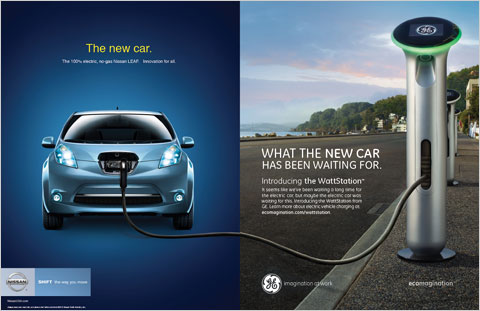 The new car.
The 100% electric, no-gas Nissan LEAF. Innovation for all.
NISSAN
SHIFT_ the way you move
WHAT THE NEW CAR
HAS BEEN WAITING FOR.
Introducing the WattStation™
It seems like we've been waiting a long time for
the electric car but maybe the electric car was
waiting for this. Introducing the WattStation from
GE. Learn more about electric vehicle charging at
ecomagination.com/wattstation.
imagination at work
ecomagination